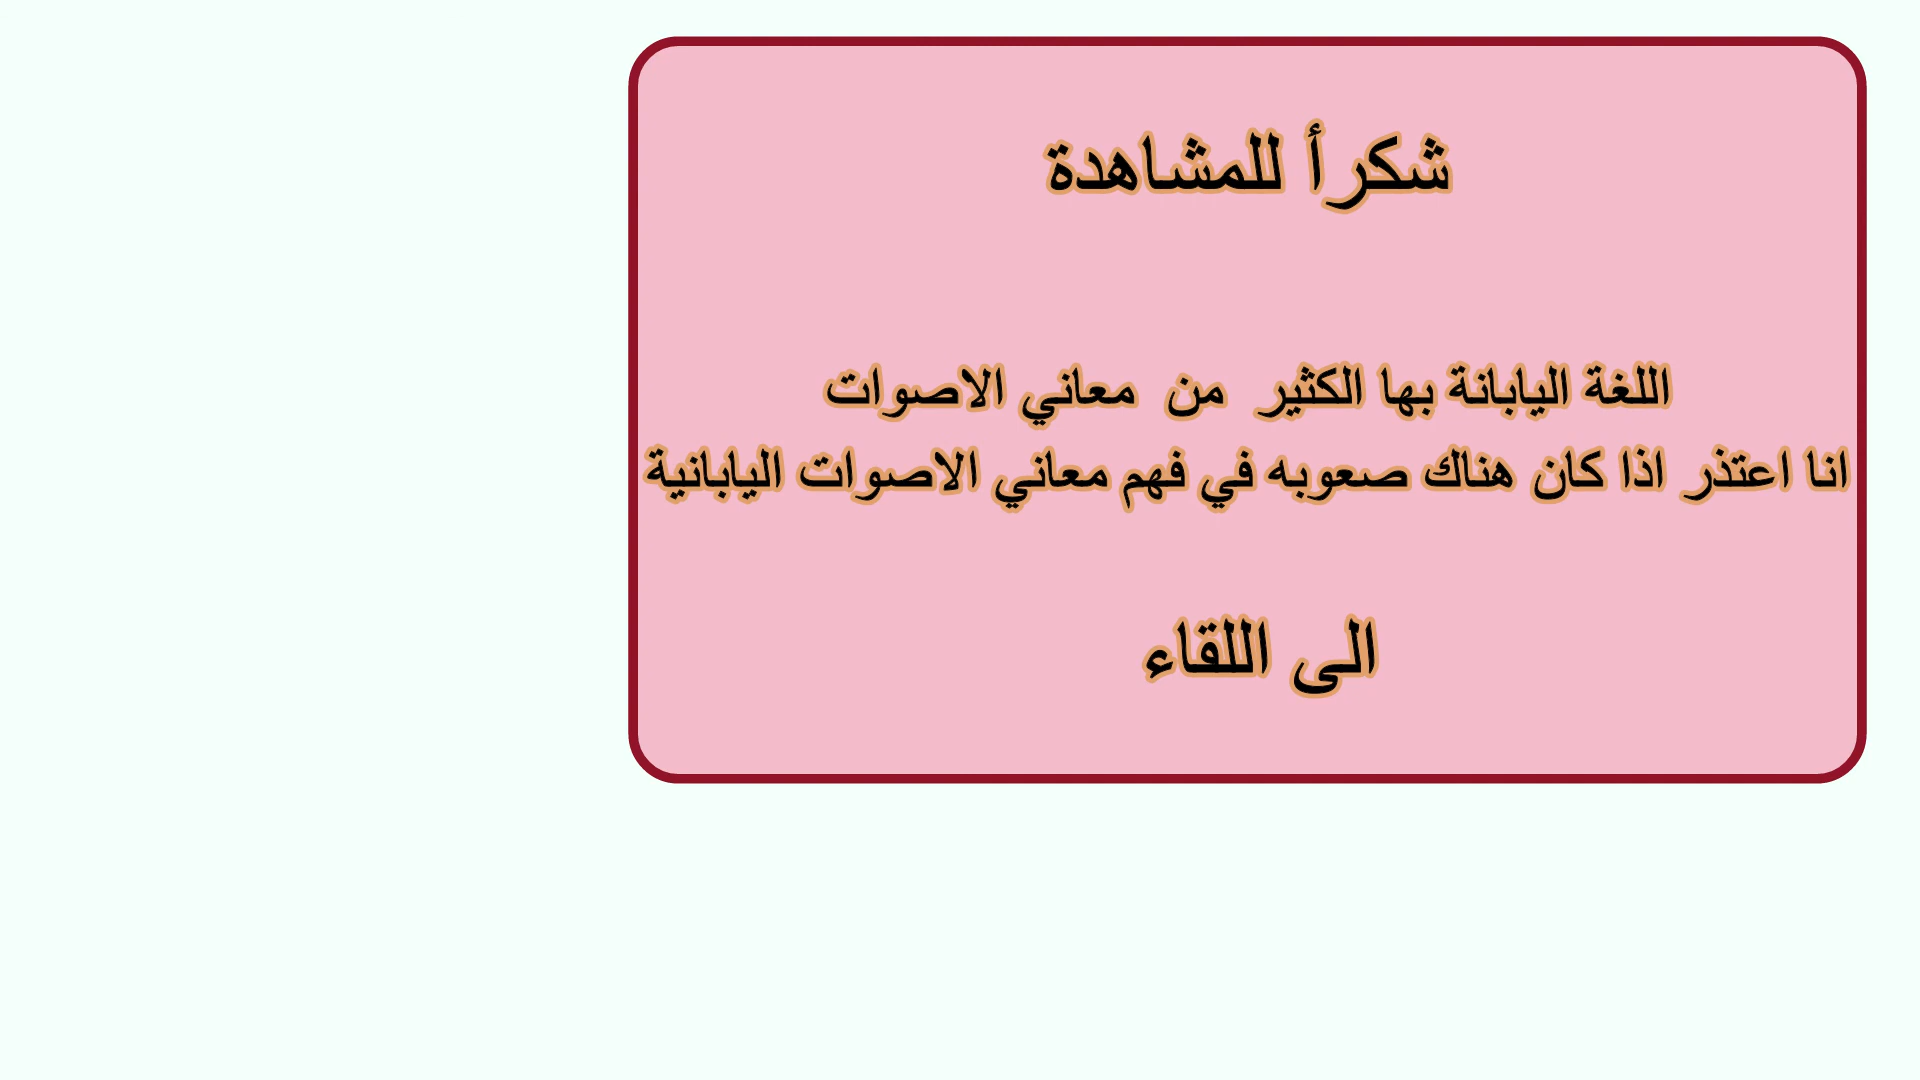 شكرأ للمشاهدة
اللغة اليابانة بها الكثير من معاني الاصوات
انا اعتذر اذا كان هناك صعوبه في فهم معاني الاصوات اليابانية
الى اللقاء